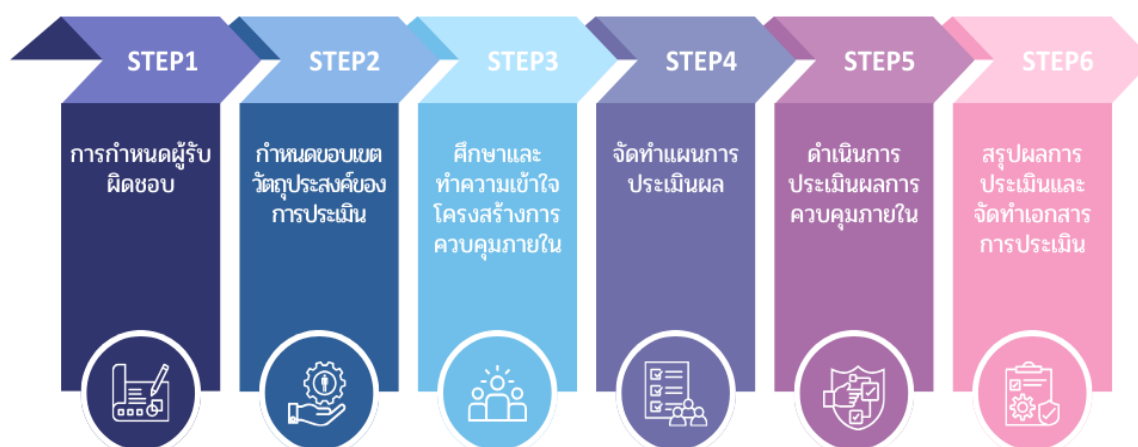 STEP1
การกำหนดผู้รับ
ผิดชอบ
STEP2
กำหนดขอบเขต
วัตถุประสงค์ของ
การประเมิน
STEP3
ศึกษาและ
ทำความเข้าใจ
โครงสร้างการ
ควบคุมภายใน
STEP4
จัดทำแผนการ
ประเมินผล
STEP5
ดำเนินการ
ประเมินผลการ
ควบคุมภายใน
STEP6
สรุปผลการ
ประเมินและ
จัดทำเอกสาร
การประเมิน